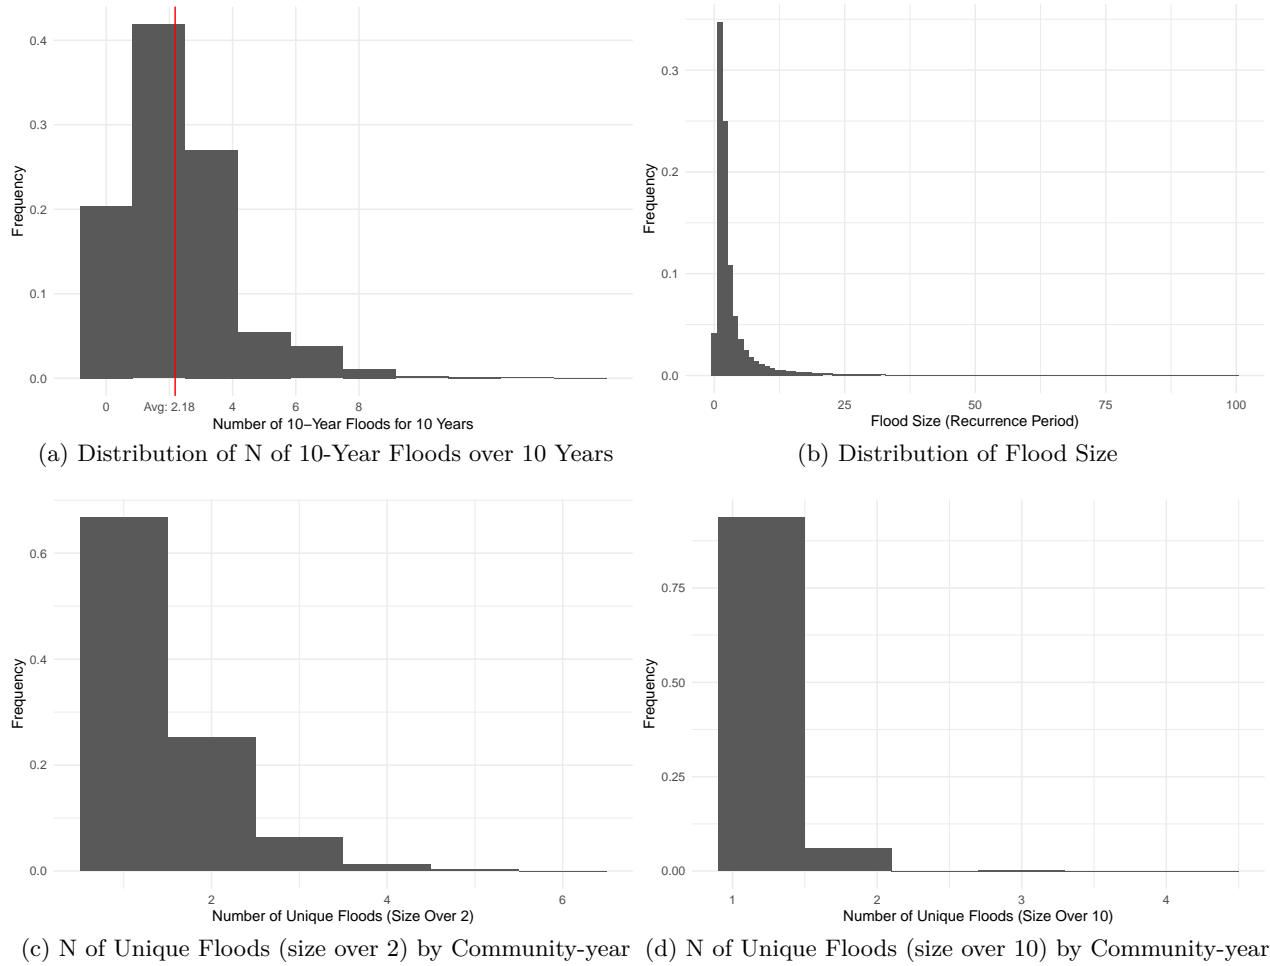 0.4
0.3
0.2
0.1
0.0
Frequency
0 Avg: 2.18 4 6 8
Number of 10−Year Floods for 10 Years
(a) Distribution of N of 10-Year Floods over 10 Years
0.3
0.2
0.1
0.0
Frequency
0 25 50 75 100
Flood Size (Recurrence Period)
(b) Distribution of Flood Size
0.6
0.4
0.2
0.0
Frequency
2 4 6
Number of Unique Floods (Size Over 2)
(c) N of Unique Floods (size over 2) by Community-year
0.75
0.50
0.25
0.00
Frequency
1 2 3 4
Number of Unique Floods (Size Over 10)
(d) N of Unique Floods (size over 10) by Community-year